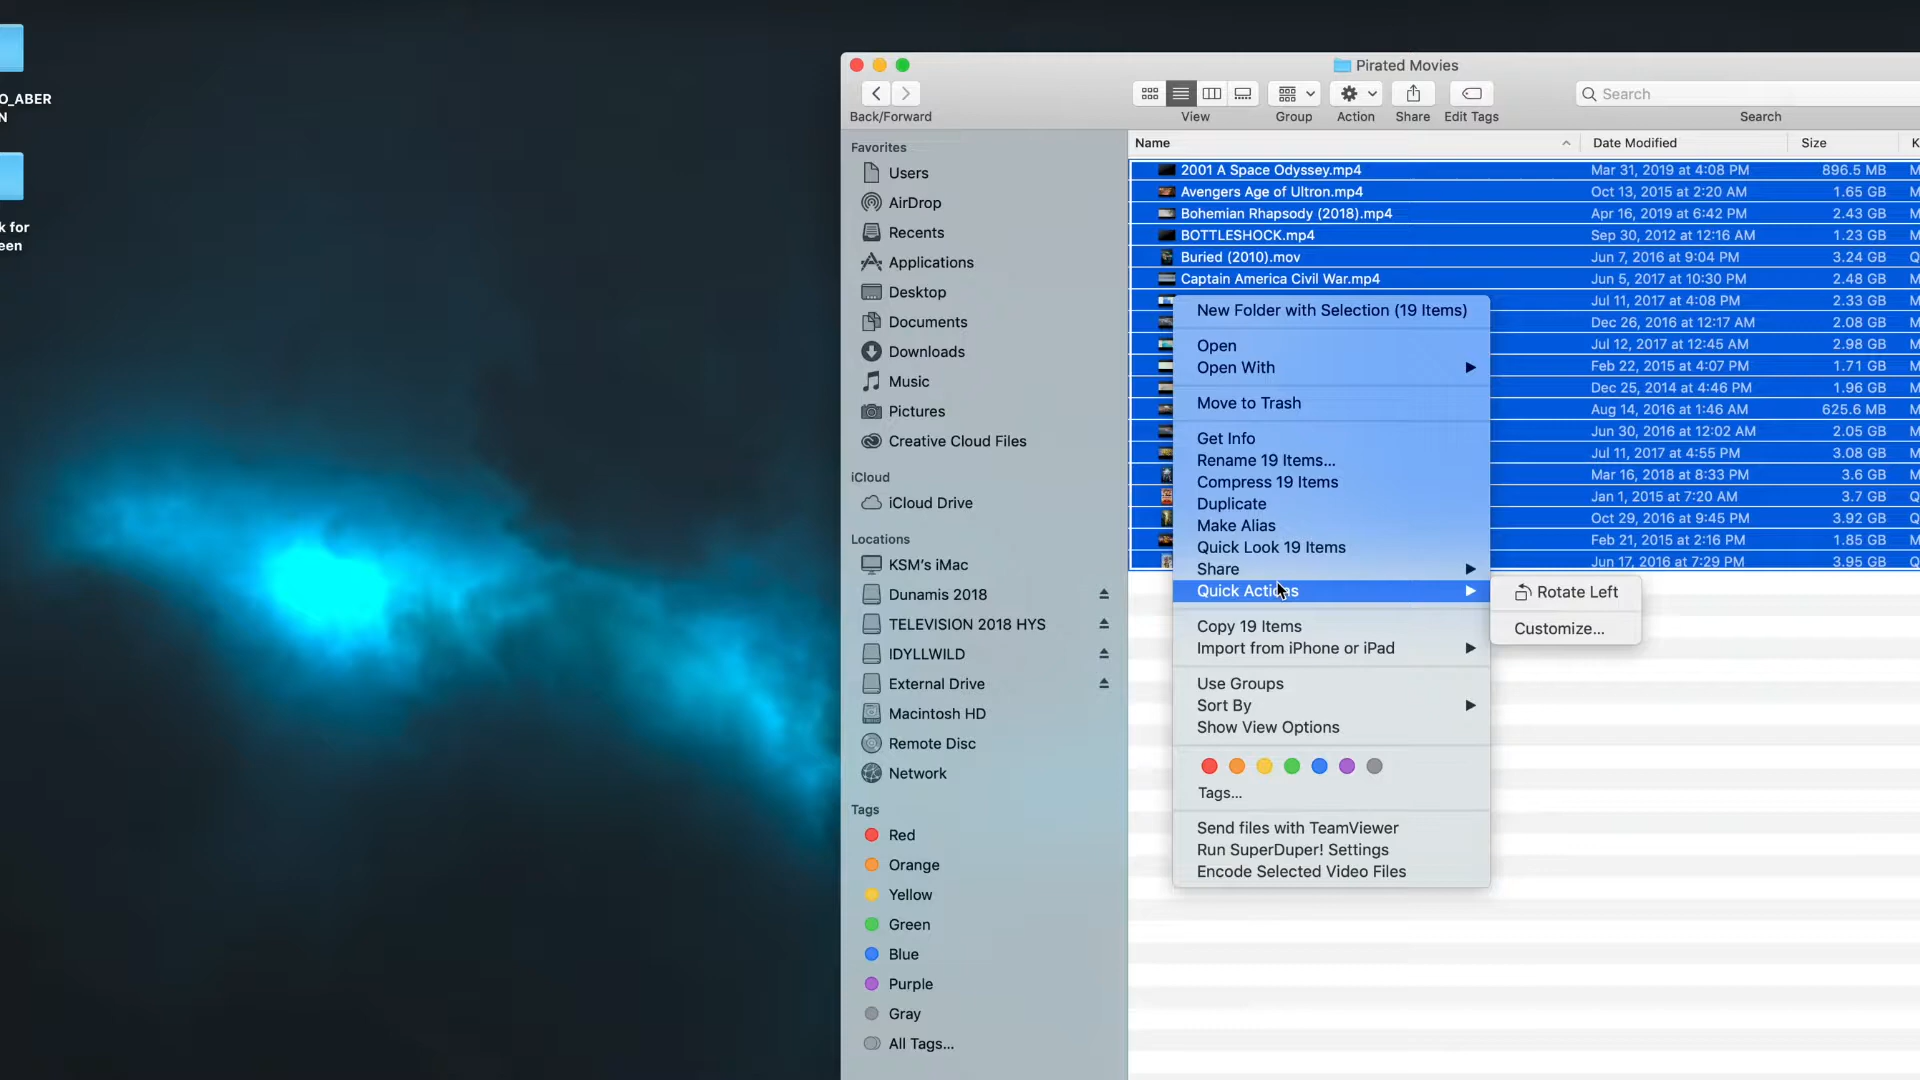 O_ABER
N
k for
een
Pirated Movies
Back/Forward
View
Group
Action
Share
Edit Tags
Search
Search
Favorites
Users
AirDrop
Recents
Applications
Desktop
Documents
Downloads
Music
Pictures
Creative Cloud Files
iCloud
iCloud Drive
Locations
KSM's iMac
Dunamis 2018
TELEVISION 2018 HYS
IDYLLWILD
External Drive
Macintosh HD
Remote Disc
Network
Tags
Red
Orange
Yellow
Green
Blue
Purple
Gray
All Tags...
Name Date Modified Size K
2001 A Space Odyssey.mp4 Mar 31, 2019 at 4:08 PM 896.5 MB M
Avengers Age of Ultron.mp4 Oct 13, 2015 at 2:20 AM 1.65 GB M
Bohemian Rhapsody (2018).mp4 Apr 16, 2019 at 6:42 PM 2.43 GB M
BOTTLESHOCK.mp4 Sep 30, 2012 at 12:16 AM 1.23 GB M
Buried (2010).mov Jun 7, 2016 at 9:04 PM 3.24 GB Q
Captain America Civil War.mp4 Jun 5, 2017 at 10:30 PM 2.48 GB M
Jul 11, 2017 at 4:08 PM 2.33 GB M
Dec 26, 2016 at 12:17 AM 2.08 GB M
Jul 12, 2017 at 12:45 AM 2.98 GB M
Feb 22, 2015 at 4:07 PM 1.71 GB M
Dec 25, 2014 at 4:46 PM 1.96 GB M
Aug 14, 2016 at 1:46 AM 625.6 MB M
Jun 30, 2016 at 12:02 AM 2.05 GB M
Jul 11, 2017 at 4:55 PM 3.08 GB M
Mar 16, 2018 at 8:33 PM 3.6 GB M
Jan 1, 2015 at 7:20 AM 3.7 GB Q
Oct 29, 2016 at 9:45 PM 3.92 GB Q
Feb 21, 2015 at 2:16 PM 1.85 GB M
Jun 17, 2016 at 7:29 PM 3.95 GB Q
New Folder with Selection (19 Items)
Open
Open With
Move to Trash
Get Info
Rename 19 Items...
Compress 19 Items
Duplicate
Make Alias
Quick Look 19 Items
Share
Quick Actions
Rotate Left
Customize...
Copy 19 Items
Import from iPhone or iPad
Use Groups
Sort By
Show View Options
Tags...
Send files with TeamViewer
Run SuperDuper! Settings
Encode Selected Video Files